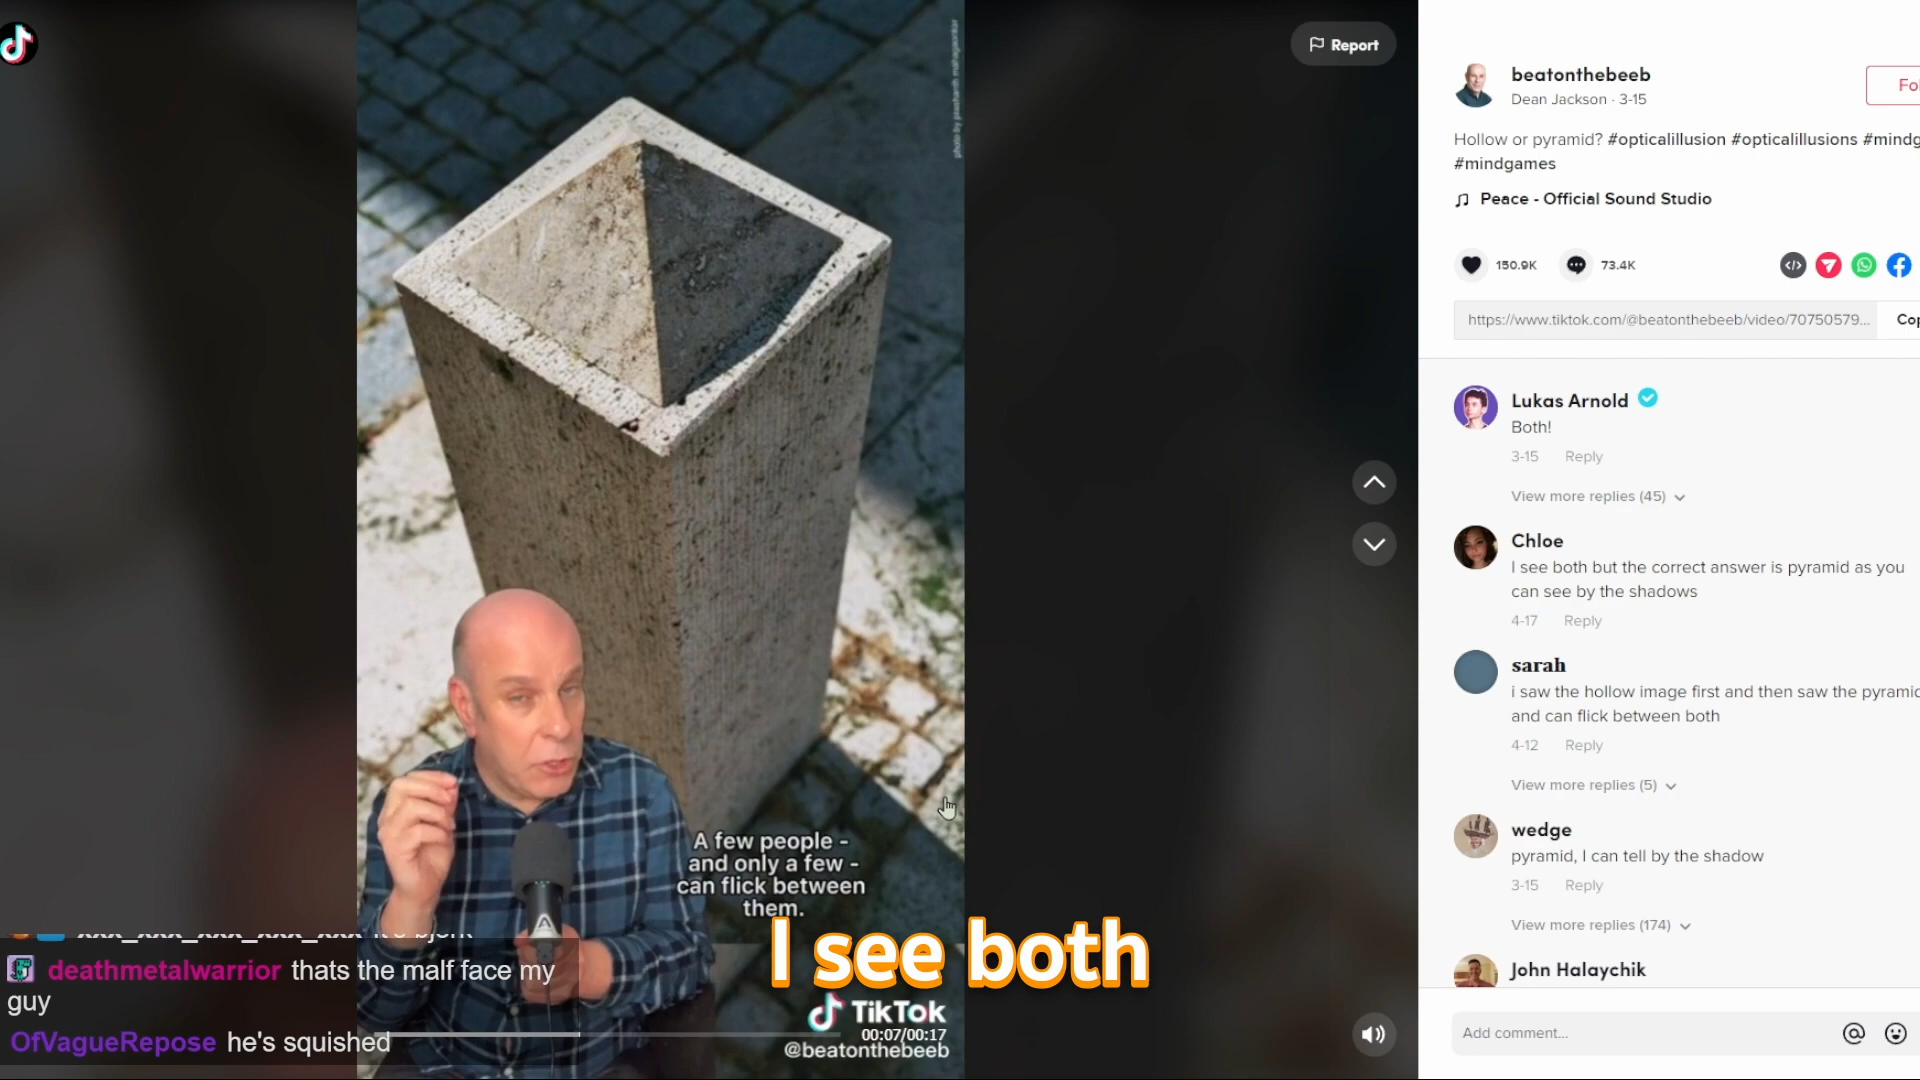 Report
photo by prashanth mahagaonkar
A few people -
and only a few -
can flick between
them.
I see both
TikTok
00:07/00:17
@beatonthebeeb
deathmetalwarrior thats the malf face my
guy
OfVagueRepose he's squished
beatonthebeeb
Dean Jackson · 3-15
Fol
Hollow or pyramid? #opticalillusion #opticalillusions #mindg
#mindgames
Peace - Official Sound Studio
150.9K
73.4K
https://www.tiktok.com/@beatonthebeeb/video/70750579...
Cop
Lukas Arnold
Both!
3-15 Reply
View more replies (45)
Chloe
I see both but the correct answer is pyramid as you
can see by the shadows
4-17 Reply
sarah
i saw the hollow image first and then saw the pyramid
and can flick between both
4-12 Reply
View more replies (5)
wedge
pyramid, I can tell by the shadow
3-15 Reply
View more replies (174)
John Halaychik
Add comment...